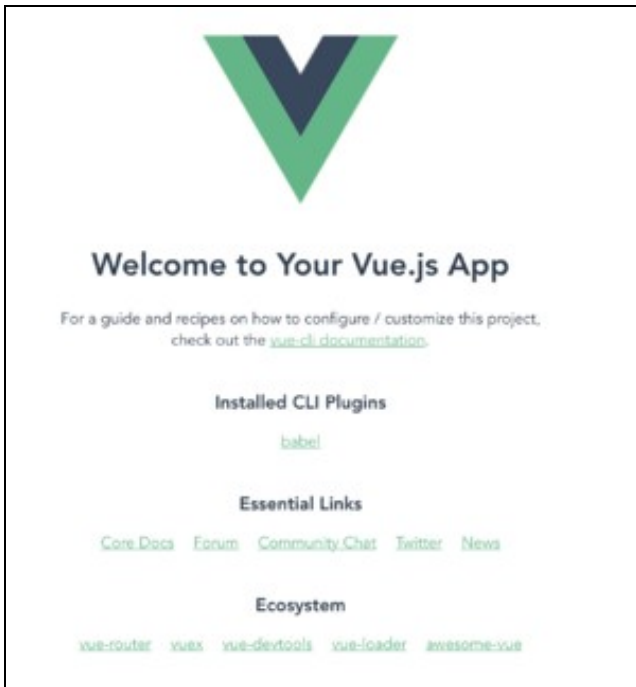 Welcome to Your Vue.js App
For a guide and recipes on how to configure / customize this project,
check out the vue-cli documentation.
Installed CLI Plugins
babel
Essential Links
Core Docs Forum Community Chat Twitter News
Ecosystem
vue-router vuex vue-devtools vue-loader awesome-vue